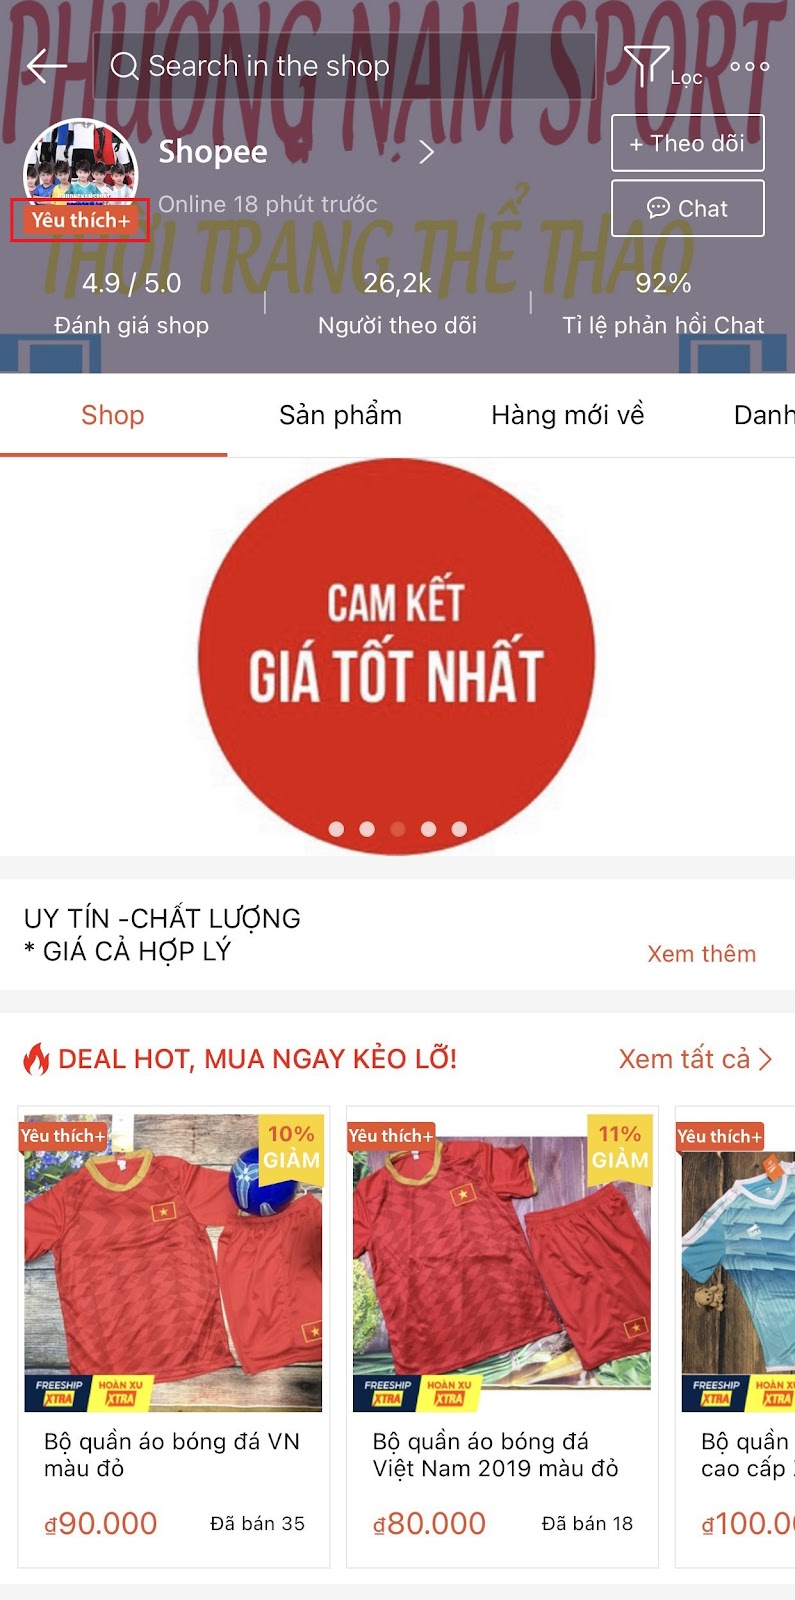 PHƯƠNG NAM SPORT
Search in the shop
Lọc
Shopee
+ Theo dõi
Yêu thích+
Online 18 phút trước
Chat
THỜI TRANG THỂ THAO
4.9 / 5.0
26,2k
92%
Đánh giá shop
Người theo dõi
Tỉ lệ phản hồi Chat
Shop
Sản phẩm
Hàng mới về
Danh
CAM KẾT
GIÁ TỐT NHẤT
UY TÍN -CHẤT LƯỢNG
* GIÁ CẢ HỢP LÝ
Xem thêm
DEAL HOT, MUA NGAY KẺO LỠ!
Xem tất cả
Yêu thích+
10%
GIẢM
FREESHIP
XTRA
HOÀN XU
XTRA
Bộ quần áo bóng đá VN
màu đỏ
₫90.000
Đã bán 35
Yêu thích+
11%
GIẢM
FREESHIP
XTRA
HOÀN XU
XTRA
Bộ quần áo bóng đá
Việt Nam 2019 màu đỏ
₫80.000
Đã bán 18
Yêu thích+
FREESHIP
XTRA
HOÀN XU
XTRA
Bộ quần
cao cấp
₫100.0